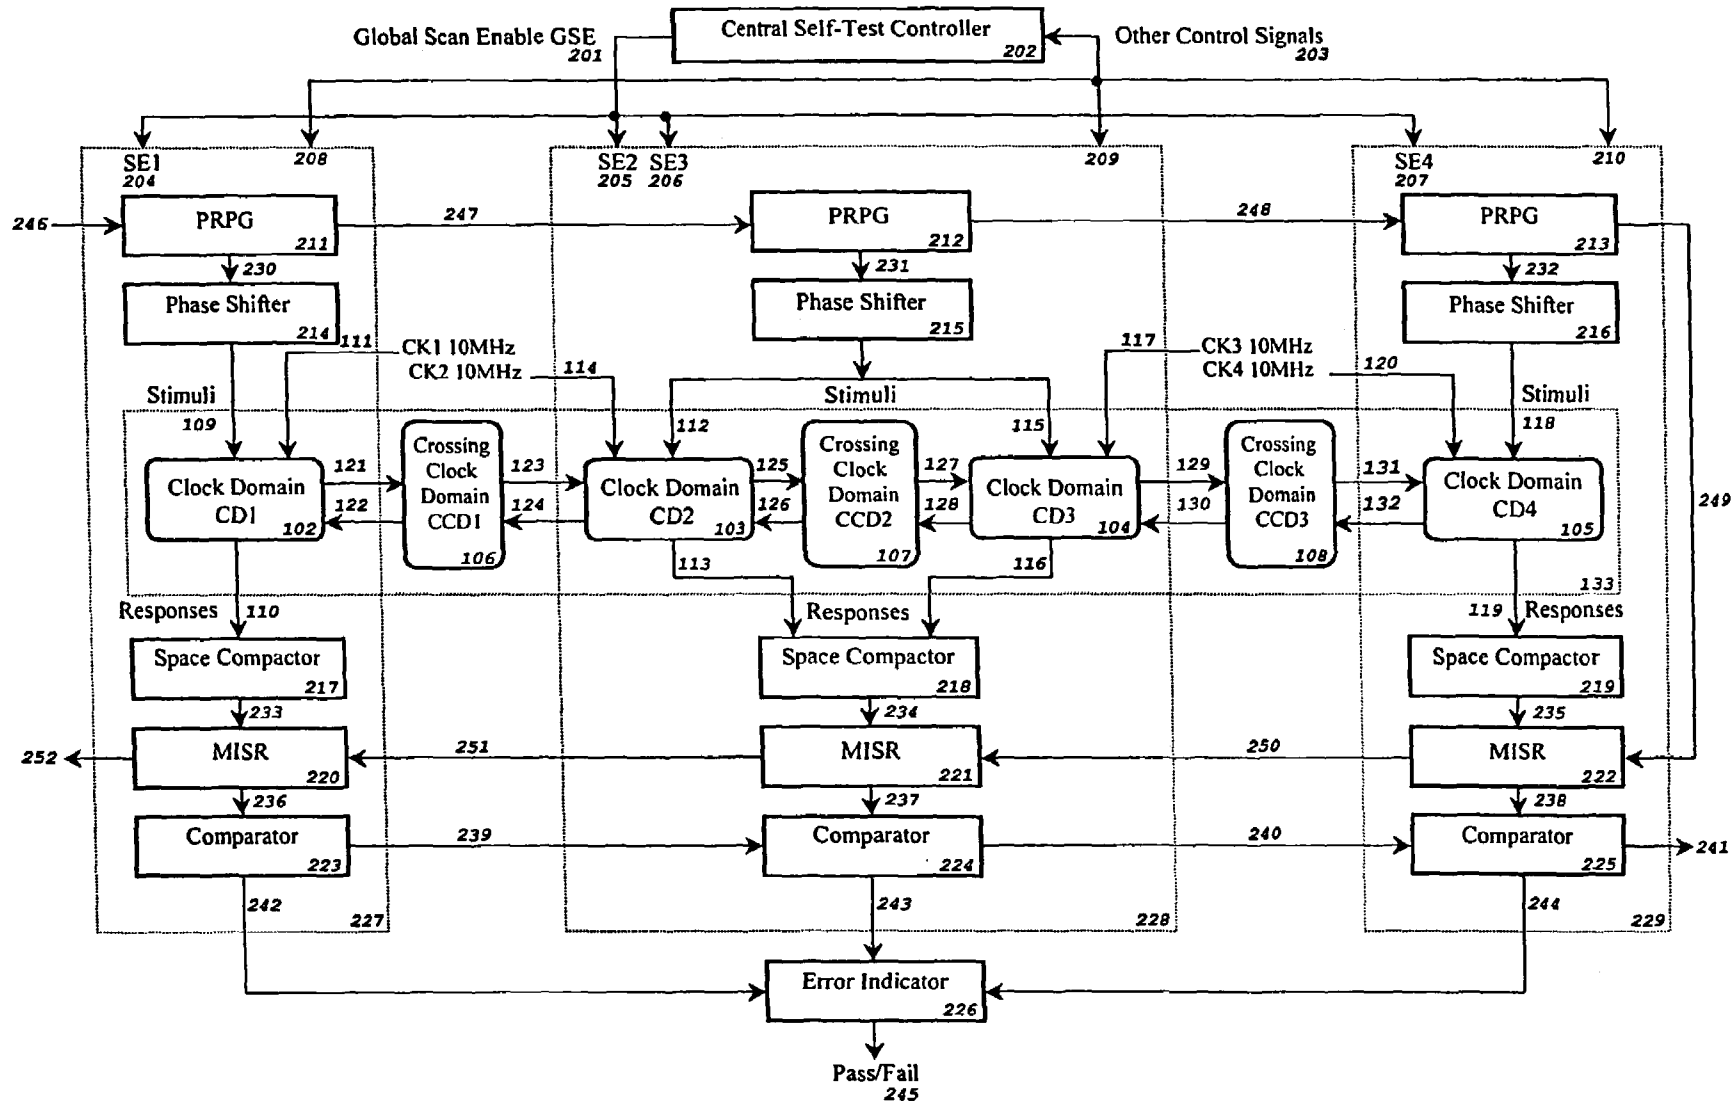 Global Scan Enable GSE
201
Central Self-Test Controller
202
Other Control Signals
203
SE1
204
208
SE2
205
SE3
206
209
SE4
207
210
246
PRPG
211
247
PRPG
212
248
PRPG
213
230
231
232
Phase Shifter
214
Phase Shifter
215
Phase Shifter
216
111
CK1 10MHz
CK2 10MHz
114
117
CK3 10MHz
CK4 10MHz
120
Stimuli
109
Stimuli
112
115
Stimuli
118
Clock Domain
CD1
102
121
122
Crossing
Clock
Domain
CCD1
106
123
124
Clock Domain
CD2
103
125
126
Crossing
Clock
Domain
CCD2
107
127
128
Clock Domain
CD3
104
129
130
Crossing
Clock
Domain
CCD3
108
131
132
Clock Domain
CD4
105
249
113
116
133
Responses
110
Responses
119
Responses
Space Compactor
217
Space Compactor
218
Space Compactor
219
233
234
235
252
MISR
220
251
MISR
221
250
MISR
222
236
237
238
Comparator
223
239
Comparator
224
240
Comparator
225
241
242
227
243
228
244
229
Error Indicator
226
Pass/Fail
245